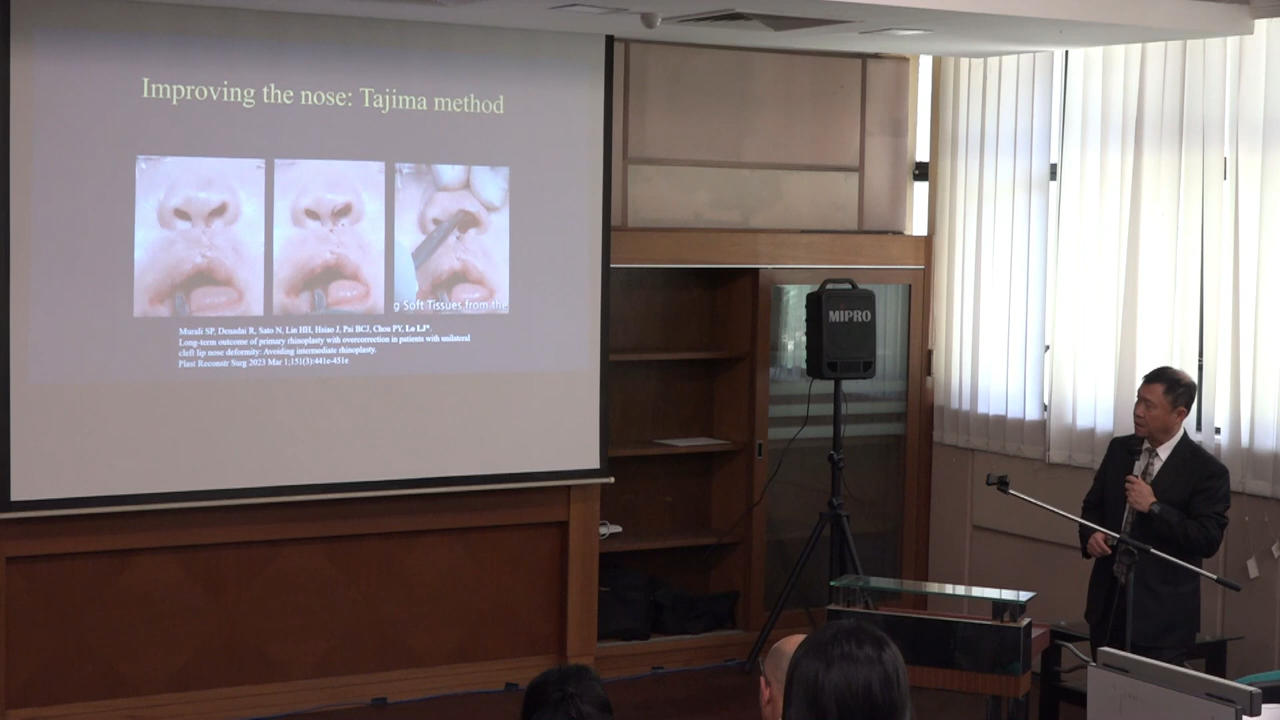 Improving the nose: Tajima method
g Soft Tissues from the
Murali SP, Denadai R, Sato N, Lin HH, Hsiao J, Pai BCJ, Chou PY, Lo LJ*.
Long-term outcome of primary rhinoplasty with overcorrection in patients with unilateral
cleft lip nose deformity: Avoiding intermediate rhinoplasty.
Plast Reconstr Surg 2023 Mar 1;151(3):441e-451e
MIPRO